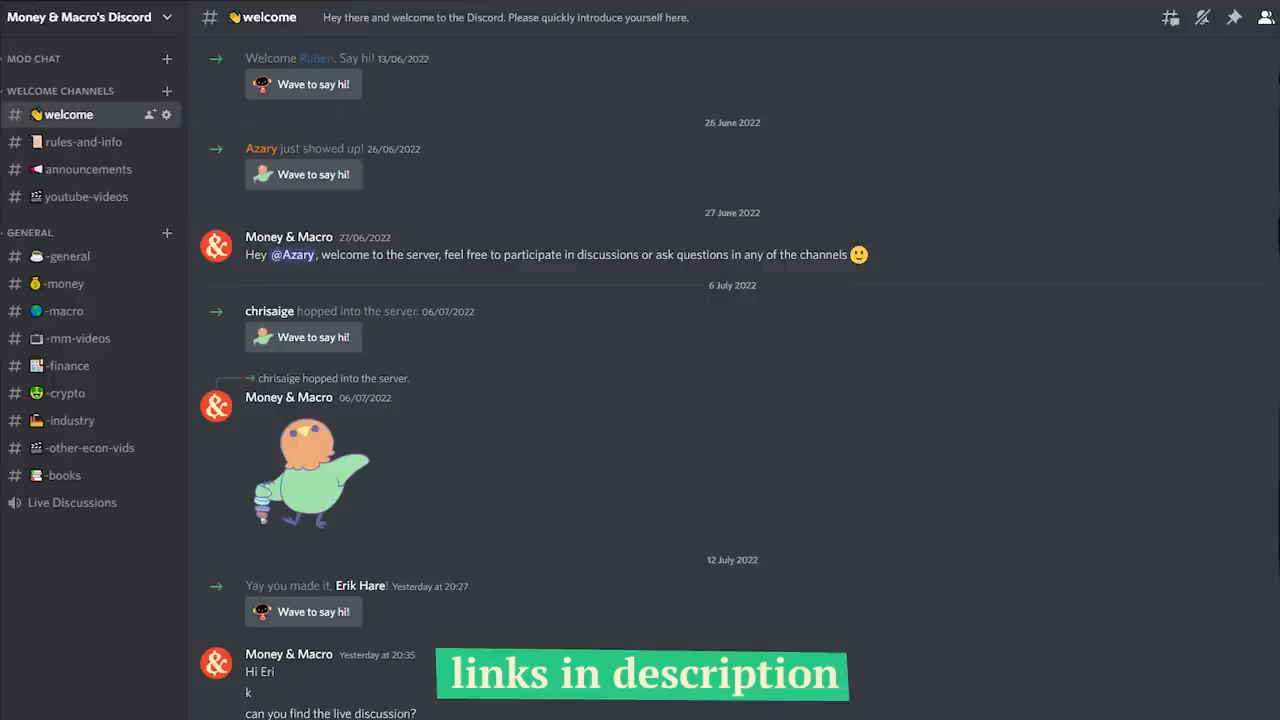 Money & Macro's Discord
MOD CHAT
WELCOME CHANNELS
welcome
rules-and-info
announcements
youtube-videos
GENERAL
-general
-money
-macro
-mm-videos
-finance
-crypto
-industry
-other-econ-vids
-books
Live Discussions
welcome
Hey there and welcome to the Discord. Please quickly introduce yourself here.
Welcome Ruben. Say hi! 13/06/2022
Wave to say hi!
26 June 2022
Azary just showed up! 26/06/2022
Wave to say hi!
27 June 2022
Money & Macro 27/06/2022
Hey @Azary, welcome to the server, feel free to participate in discussions or ask questions in any of the channels
6 July 2022
chrisaige hopped into the server. 06/07/2022
Wave to say hi!
chrisaige hopped into the server.
Money & Macro 06/07/2022
12 July 2022
Yay you made it, Erik Hare! Yesterday at 20:27
Wave to say hi!
Money & Macro Yesterday at 20:35
Hi Eri
k
can you find the live discussion?
links in description